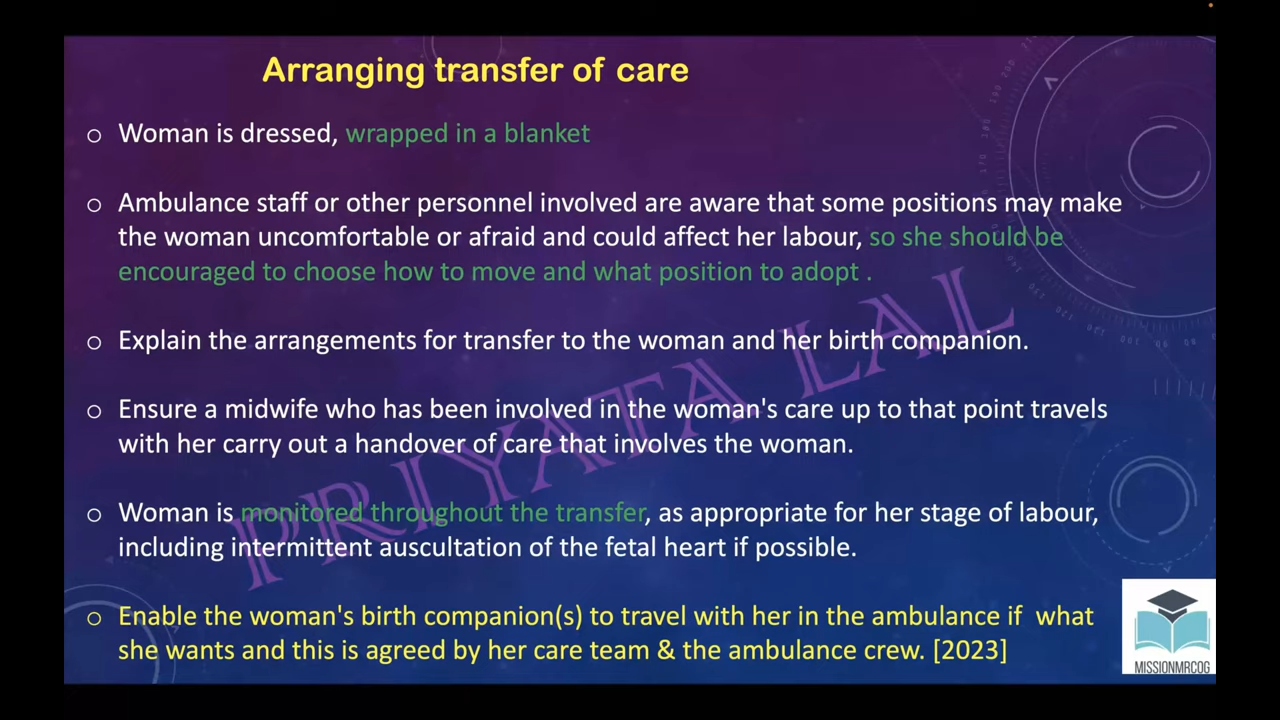 Arranging transfer of care
o Woman is dressed, wrapped in a blanket
o Ambulance staff or other personnel involved are aware that some positions may make
the woman uncomfortable or afraid and could affect her labour, so she should be
encouraged to choose how to move and what position to adopt .
o Explain the arrangements for transfer to the woman and her birth companion.
o Ensure a midwife who has been involved in the woman's care up to that point travels
with her carry out a handover of care that involves the woman.
o Woman is monitored throughout the transfer, as appropriate for her stage of labour,
including intermittent auscultation of the fetal heart if possible.
o Enable the woman's birth companion(s) to travel with her in the ambulance if what
she wants and this is agreed by her care team & the ambulance crew. [2023]
PRIYATA LAL
MISSIONMRCOG